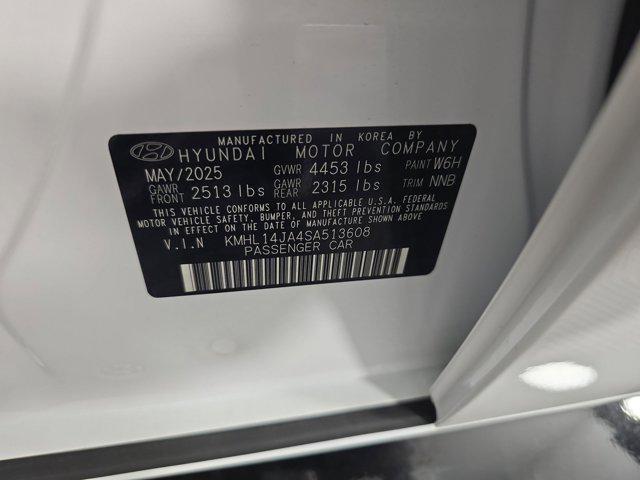 MANUFACTURED IN KOREA BY
HYUNDAI MOTOR COMPANY
MAY/2025 GVWR 4453 lbs PAINT W6H
GAWR FRONT 2513 lbs GAWR REAR 2315 lbs TRIM NNB
THIS VEHICLE CONFORMS TO ALL APPLICABLE U.S.A. FEDERAL
MOTOR VEHICLE SAFETY, BUMPER, AND THEFT PREVENTION STANDARDS
IN EFFECT ON THE DATE OF MANUFACTURE SHOWN ABOVE.
V.I.N KMHL14JA4SA513608
PASSENGER CAR